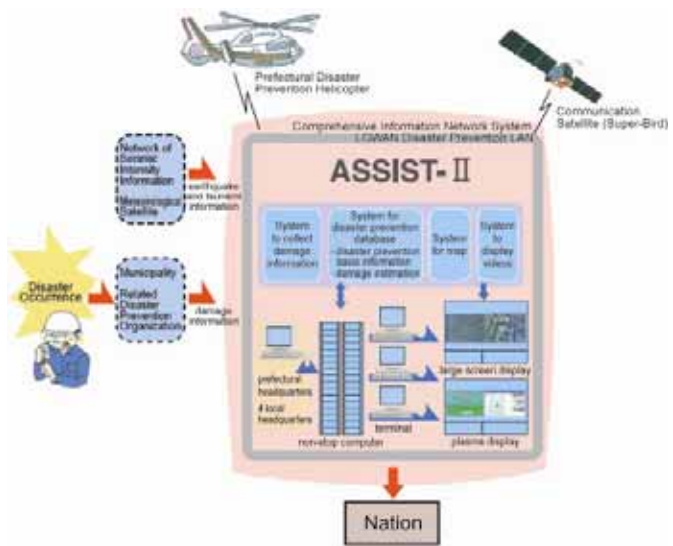 Prefectural Disaster
Prevention Helicopter
Communication
Satellite (Super-Bird)
Comprehensive Information Network System
LGWAN Disaster Prevention LAN
ASSIST-II
Network of
Seismic
Intensity
Information
Meteorological
Satellite
earthquake
and tsunami
information
System
to collect
damage
information
System for
disaster prevention
database
-disaster prevention
basic information
-damage estimation
System
for map
System
to
display
videos
Disaster
Occurrence
Municipality
Related
Disaster
Prevention
Organization
damage
information
prefectural
headquarters
4 local
headquarters
non-stop computer
terminal
large screen display
plasma display
Nation